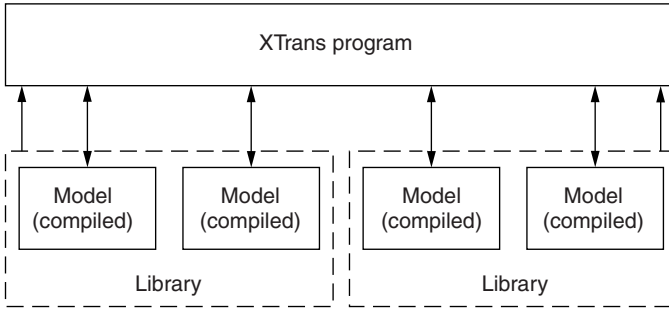 XTrans program
Model Model Model Model
(compiled) (compiled) (compiled) (compiled)
Library Library